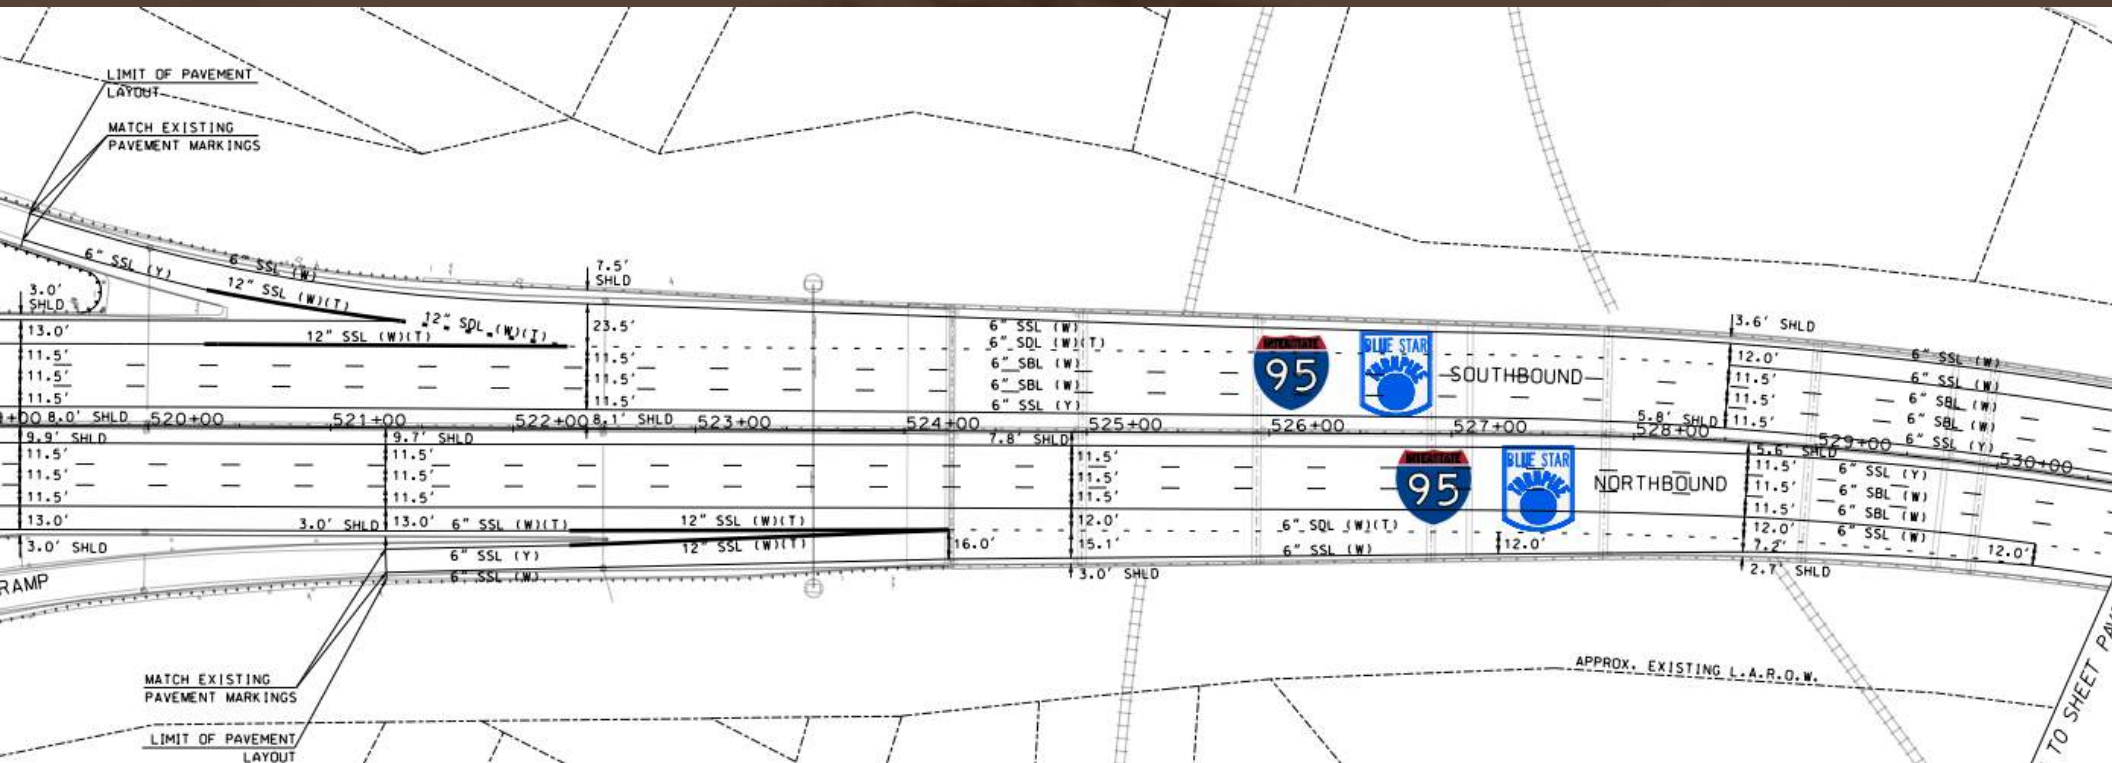 LIMIT OF PAVEMENT
LAYOUT
MATCH EXISTING
PAVEMENT MARKINGS
6" SSL (Y)
6" SSL (W)
12" SSL (W)(T)
12" SDL (W)(T)
12" SSL (W)(T)
3.0'
SHLD
7.5'
SHLD
13.0'
11.5'
11.5'
11.5'
23.5'
11.5'
11.5'
11.5'
6" SSL (W)
6" SDL (W)(T)
6" SBL (W)
6" SBL (W)
6" SSL (Y)
INTERSTATE
95
BLUE STAR
TURNPIKE
SOUTHBOUND
3.6' SHLD
12.0'
11.5'
11.5'
11.5'
5.8' SHLD
6" SSL (W)
6" SSL (W)
6" SBL (W)
6" SBL (W)
6" SSL (Y)
9+00 8.0' SHLD 520+00 521+00 522+00 8.1' SHLD 523+00 524+00 525+00 526+00 527+00 528+00 529+00 530+00
9.9' SHLD
11.5'
11.5'
11.5'
13.0'
3.0' SHLD
9.7' SHLD
11.5'
11.5'
11.5'
3.0' SHLD 13.0' 6" SSL (W)(T)
12" SSL (W)(T)
12" SSL (W)(T)
6" SSL (Y)
6" SSL (W)
16.0'
7.8' SHLD
11.5'
11.5'
11.5'
12.0'
15.1'
3.0' SHLD
6" SDL (W)(T)
6" SSL (W)
12.0'
INTERSTATE
95
BLUE STAR
TURNPIKE
NORTHBOUND
5.6' SHLD
11.5'
11.5'
11.5'
12.0'
7.2'
2.7' SHLD
6" SSL (Y)
6" SBL (W)
6" SBL (W)
6" SSL (W)
12.0'
RAMP
MATCH EXISTING
PAVEMENT MARKINGS
LIMIT OF PAVEMENT
LAYOUT
APPROX. EXISTING L.A.R.O.W.
TO SHEET